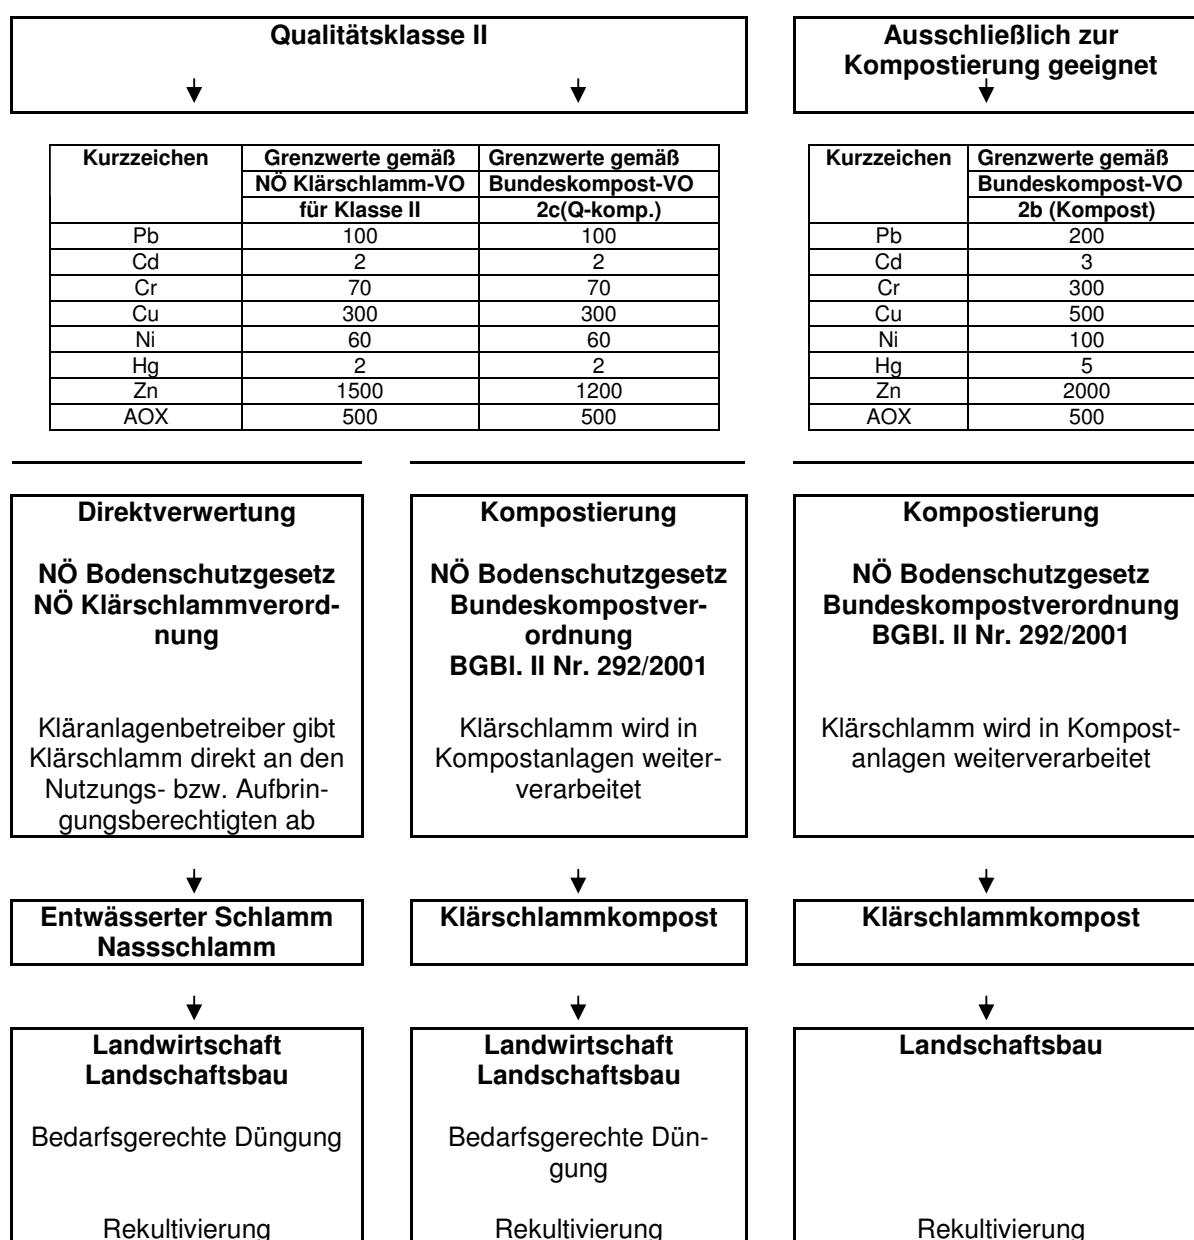 Qualitätsklasse II
Ausschließlich zur
Kompostierung geeignet
Kurzzeichen Grenzwerte gemäß Grenzwerte gemäß
NÖ Klärschlamm-VO Bundeskompost-VO
für Klasse II 2c(Q-komp.)
Pb 100 100
Cd 2 2
Cr 70 70
Cu 300 300
Ni 60 60
Hg 2 2
Zn 1500 1200
AOX 500 500
Kurzzeichen Grenzwerte gemäß
Bundeskompost-VO
2b (Kompost)
Pb 200
Cd 3
Cr 300
Cu 500
Ni 100
Hg 5
Zn 2000
AOX 500
Direktverwertung
NÖ Bodenschutzgesetz
NÖ Klärschlammverord-
nung
Kläranlagenbetreiber gibt
Klärschlamm direkt an den
Nutzungs- bzw. Aufbrin-
gungsberechtigten ab
Kompostierung
NÖ Bodenschutzgesetz
Bundeskompostver-
ordnung
BGBl. II Nr. 292/2001
Klärschlamm wird in
Kompostanlagen weiter-
verarbeitet
Kompostierung
NÖ Bodenschutzgesetz
Bundeskompostverordnung
BGBl. II Nr. 292/2001
Klärschlamm wird in Kompost-
anlagen weiterverarbeitet
Entwässerter Schlamm
Nassschlamm
Klärschlammkompost
Klärschlammkompost
Landwirtschaft
Landschaftsbau
Bedarfsgerechte Düngung
Rekultivierung
Landwirtschaft
Landschaftsbau
Bedarfsgerechte Dün-
gung
Rekultivierung
Landschaftsbau
Rekultivierung